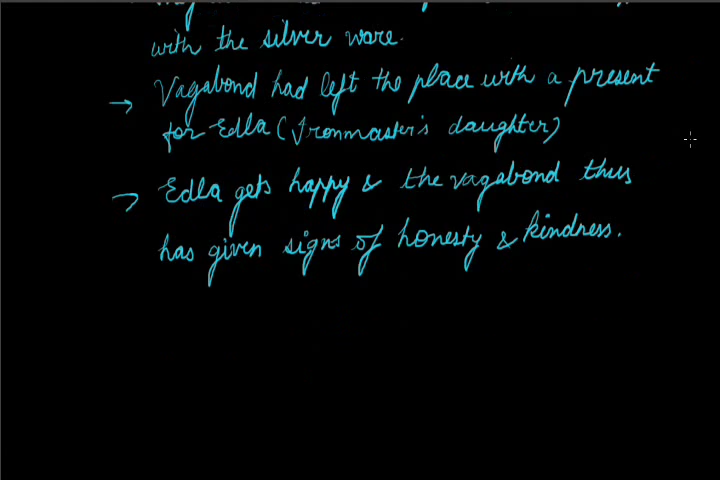 with the silver ware.
→ Vagabond had left the place with a present
for Edla (Ironmaster's daughter)
→ Edla gets happy & the vagabond thus
has given signs of honesty & kindness.